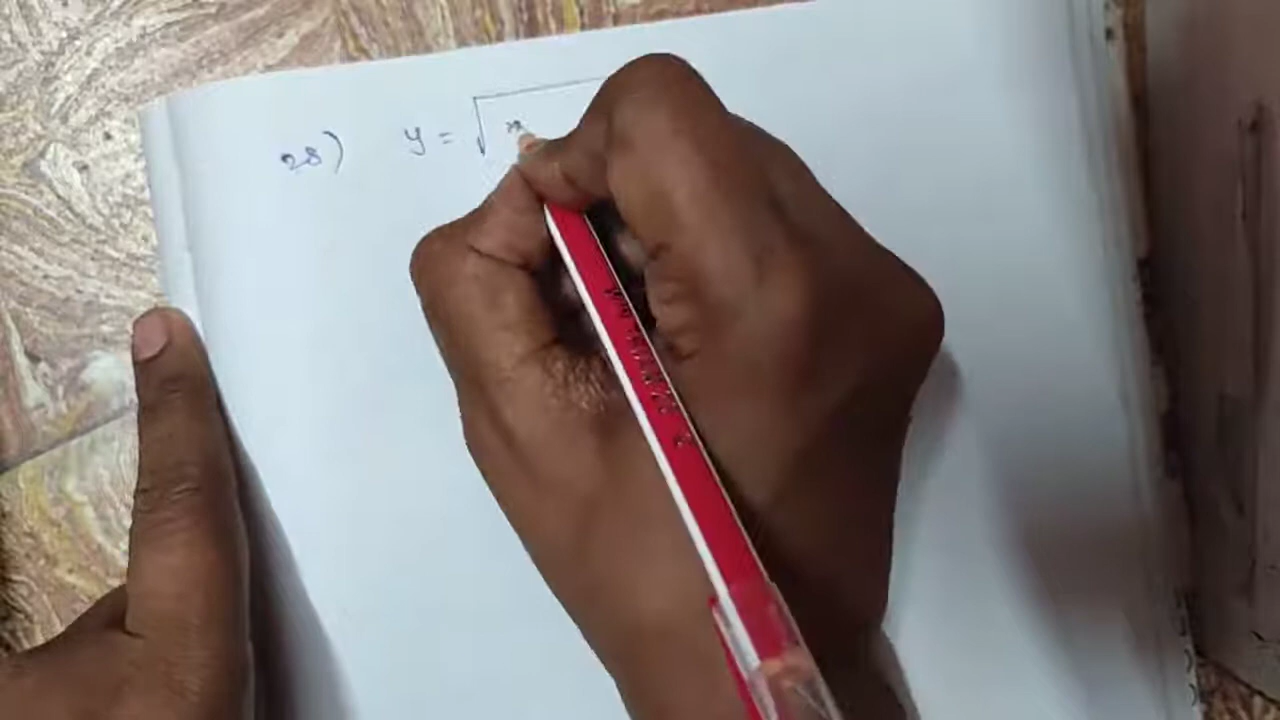 28) y = √x